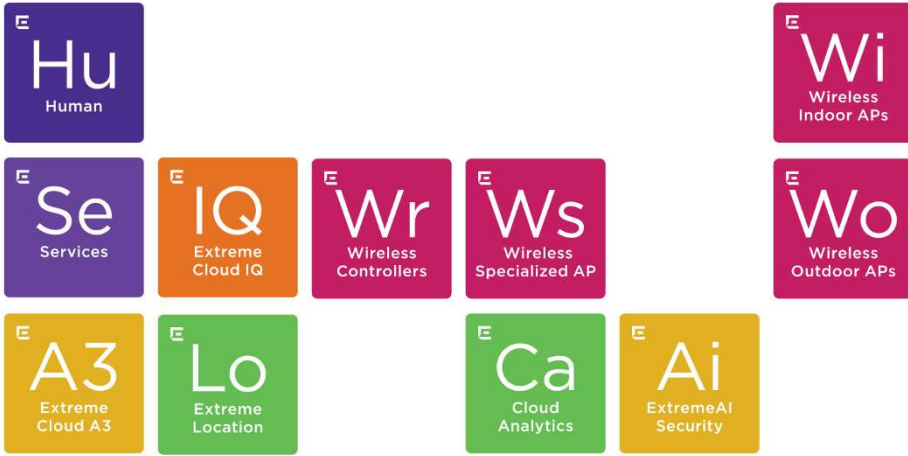 Hu
Human
Wi
Wireless
Indoor APs
Se
Services
IQ
Extreme
Cloud IQ
Wr
Wireless
Controllers
Ws
Wireless
Specialized AP
Wo
Wireless
Outdoor APs
A3
Extreme
Cloud A3
Lo
Extreme
Location
Ca
Cloud
Analytics
Ai
ExtremeAI
Security